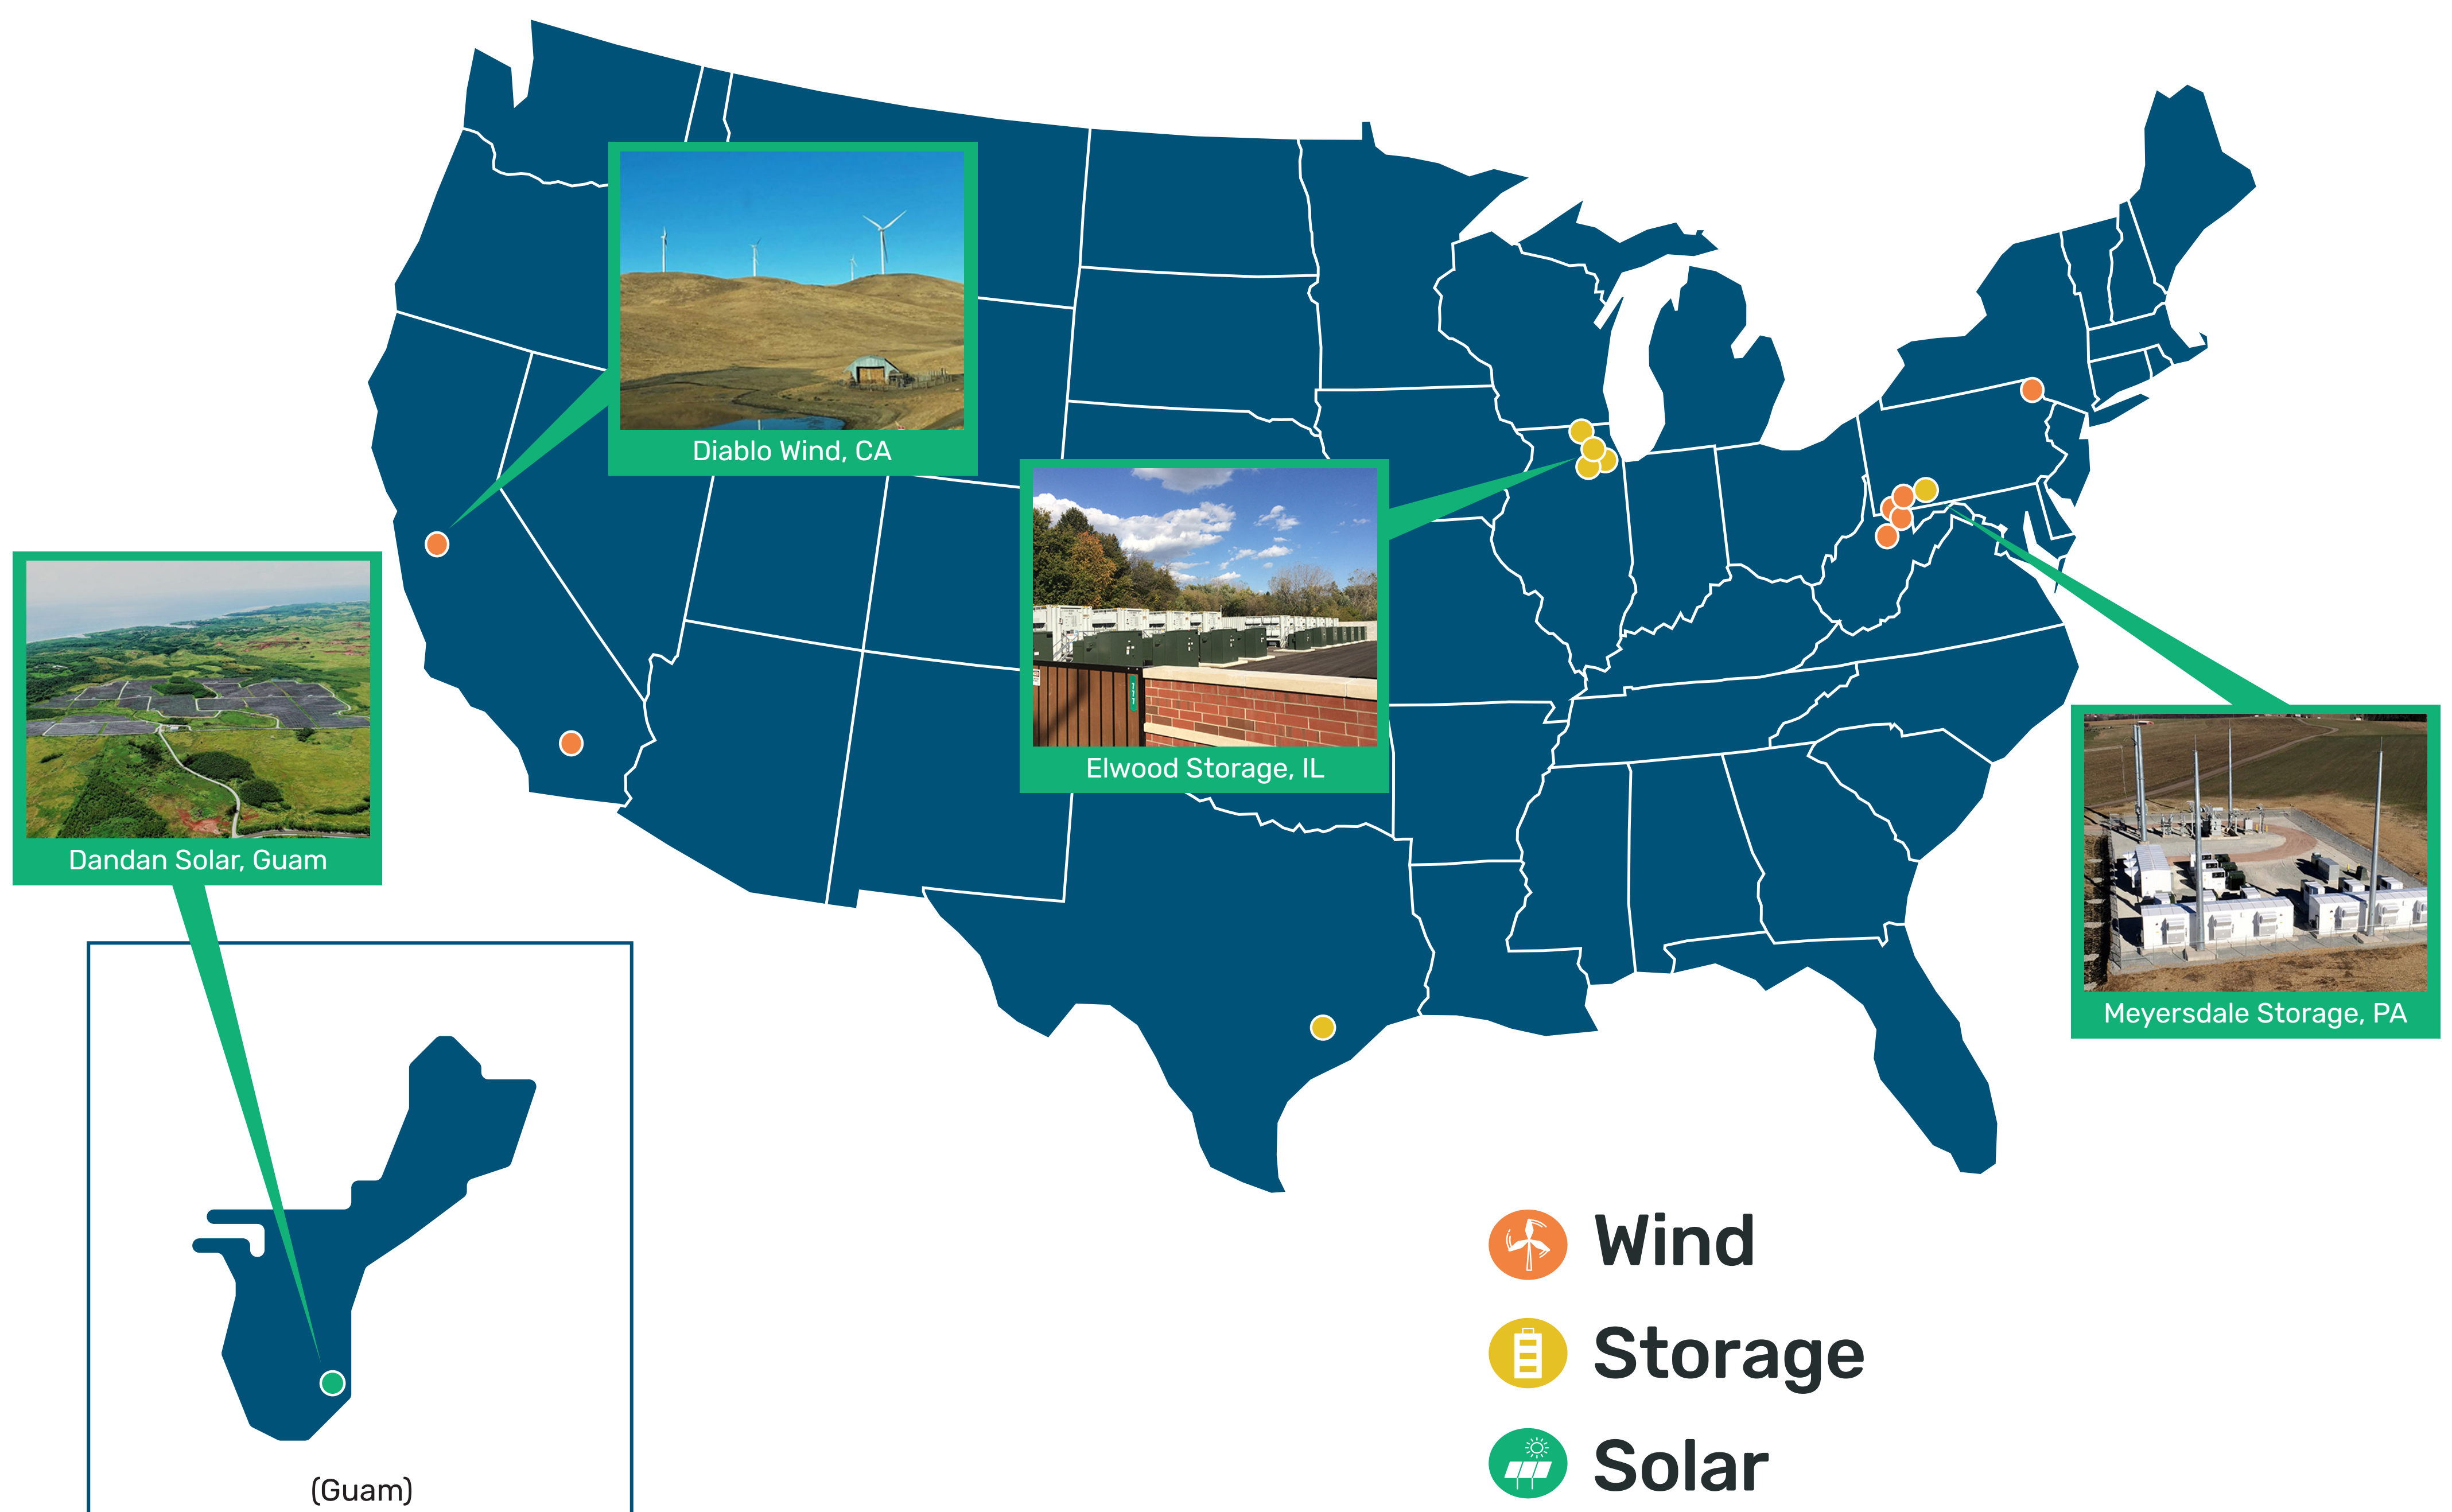 Diablo Wind, CA
Elwood Storage, IL
Dandan Solar, Guam
Meyersdale Storage, PA
(Guam)
Wind
Storage
Solar